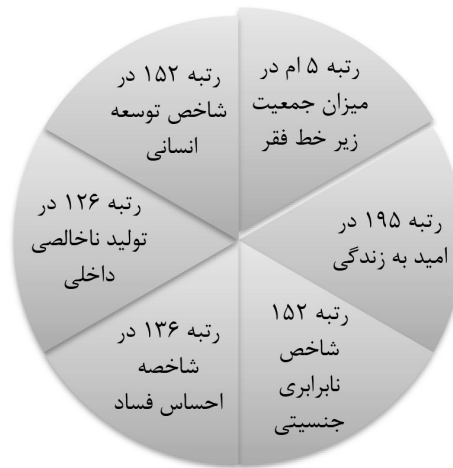 رتبه ۵ ام در
میزان جمعیت
زیر خط فقر
رتبه ۱۹۵ در
امید به زندگی
رتبه ۱۵۲
شاخص
نابرابری
جنسیتی
رتبه ۱۳۶ در
شاخصه
احساس فساد
رتبه ۱۲۶ در
تولید ناخالصی
داخلی
رتبه ۱۵۲ در
شاخص توسعه
انسانی